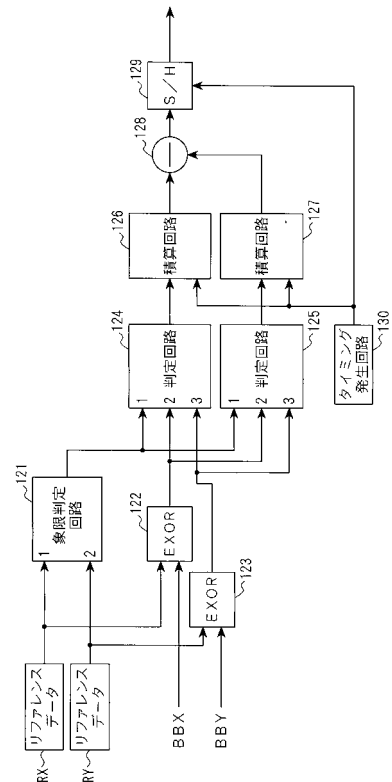 RX
リファレンス
データ
RY
リファレンス
データ
BBX
BBY
121
象限判定
回路
1
2
122
EXOR
123
EXOR
124
判定回路
1
2
3
125
判定回路
1
2
3
126
積算回路
127
積算回路
128
129
S/H
130
タイミング
発生回路